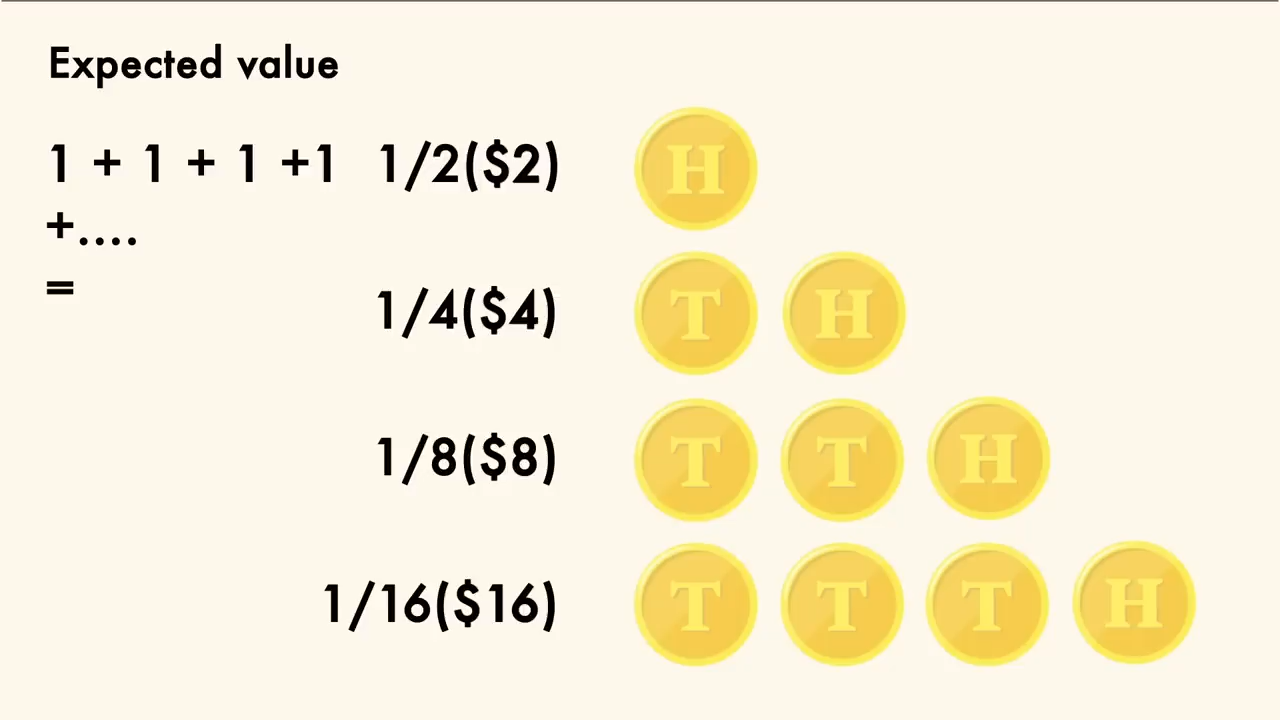 Expected value
1 + 1 + 1 +1
+....
=
1/2($2) H
1/4($4) T H
1/8($8) T T H
1/16($16) T T T H